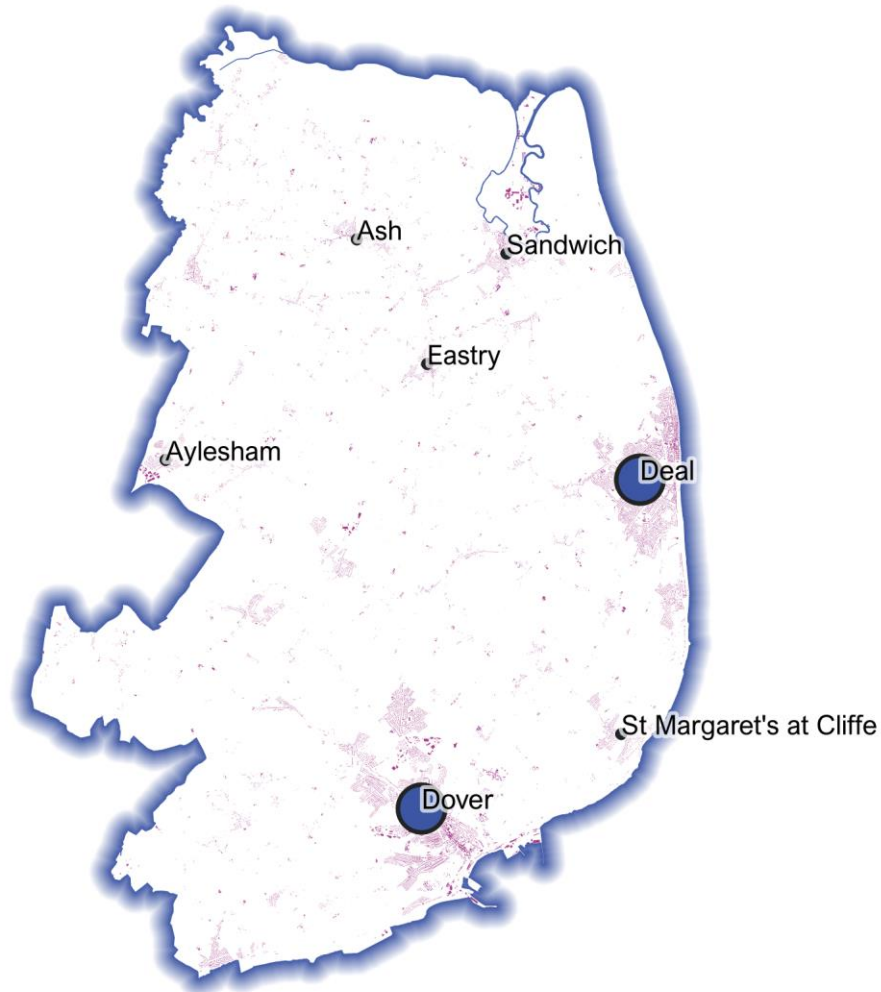 Ash
Sandwich
Eastry
Aylesham
Deal
St Margaret's at Cliffe
Dover